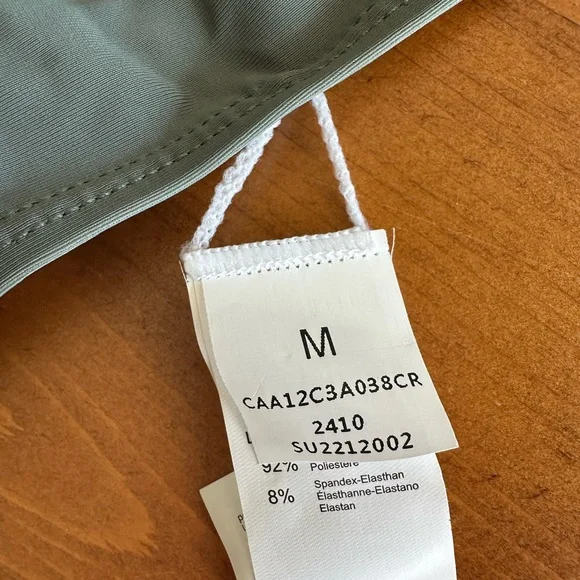 M
CAA12C3A038CR
2410
SU2212002
92% Poliestere
8% Spandex-Elasthan
Élasthanne-Elastano
Elastan